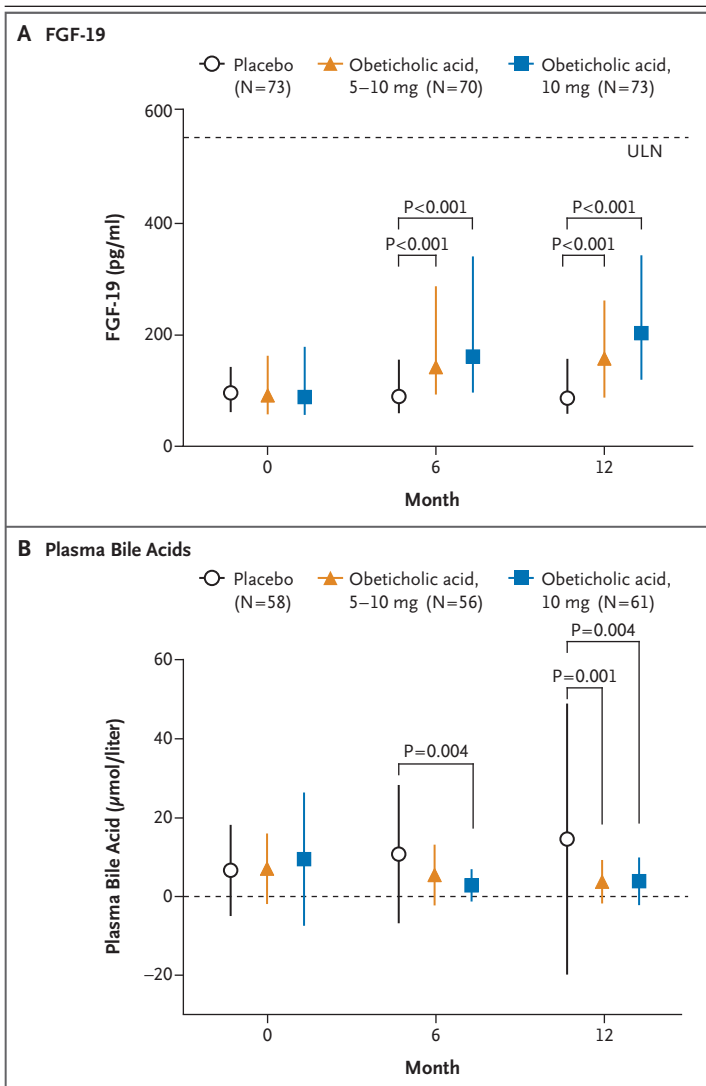 A FGF-19
Placebo
(N=73)
Obeticholic acid,
5–10 mg (N=70)
Obeticholic acid,
10 mg (N=73)
600
ULN
400
200
0
FGF-19 (pg/ml)
P<0.001
P<0.001
P<0.001
P<0.001
0
6
12
Month
B Plasma Bile Acids
Placebo
(N=58)
Obeticholic acid,
5–10 mg (N=56)
Obeticholic acid,
10 mg (N=61)
60
40
20
0
−20
Plasma Bile Acid (µmol/liter)
P=0.004
P=0.004
P=0.001
0
6
12
Month